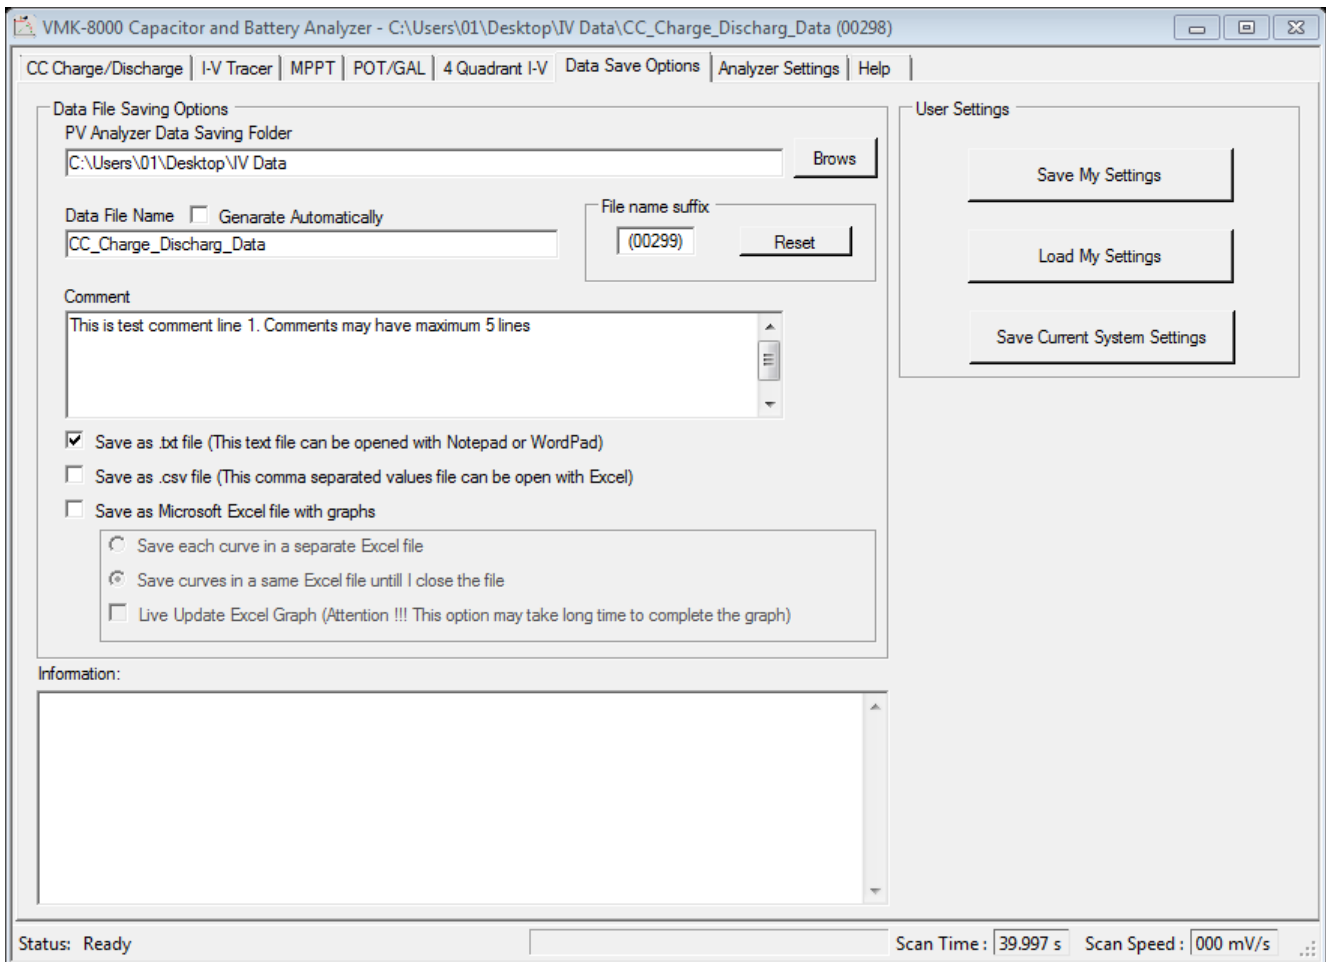 VMK-8000 Capacitor and Battery Analyzer - C:\Users\01\Desktop\IV Data\CC_Charge_Discharg_Data (00298)
CC Charge/Discharge I-V Tracer MPPT POT/GAL 4 Quadrant I-V Data Save Options Analyzer Settings Help
Data File Saving Options
PV Analyzer Data Saving Folder
C:\Users\01\Desktop\IV Data
Brows
Data File Name Genarate Automatically
CC_Charge_Discharg_Data
File name suffix
(00299) Reset
Comment
This is test comment line 1. Comments may have maximum 5 lines
Save as .txt file (This text file can be opened with Notepad or WordPad)
Save as .csv file (This comma separated values file can be open with Excel)
Save as Microsoft Excel file with graphs
Save each curve in a separate Excel file
Save curves in a same Excel file untill I close the file
Live Update Excel Graph (Attention !!! This option may take long time to complete the graph)
Information:
User Settings
Save My Settings
Load My Settings
Save Current System Settings
Status: Ready
Scan Time : 39.997 s Scan Speed : 000 mV/s